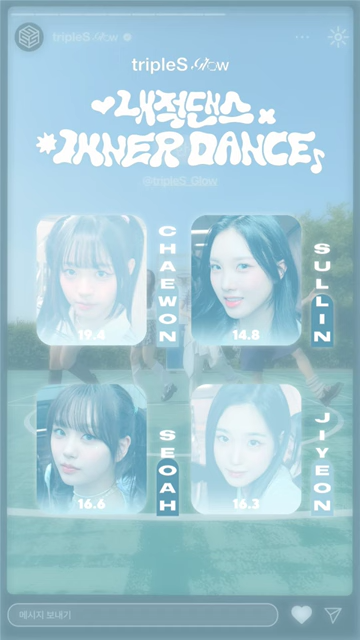 tripleS Glow
tripleS Glow
내적댄스
INNER DANCE
@tripleS_Glow
CHAEWON
19.4
SULLIN
14.8
SEOAH
16.6
JIYEON
16.3
메시지 보내기